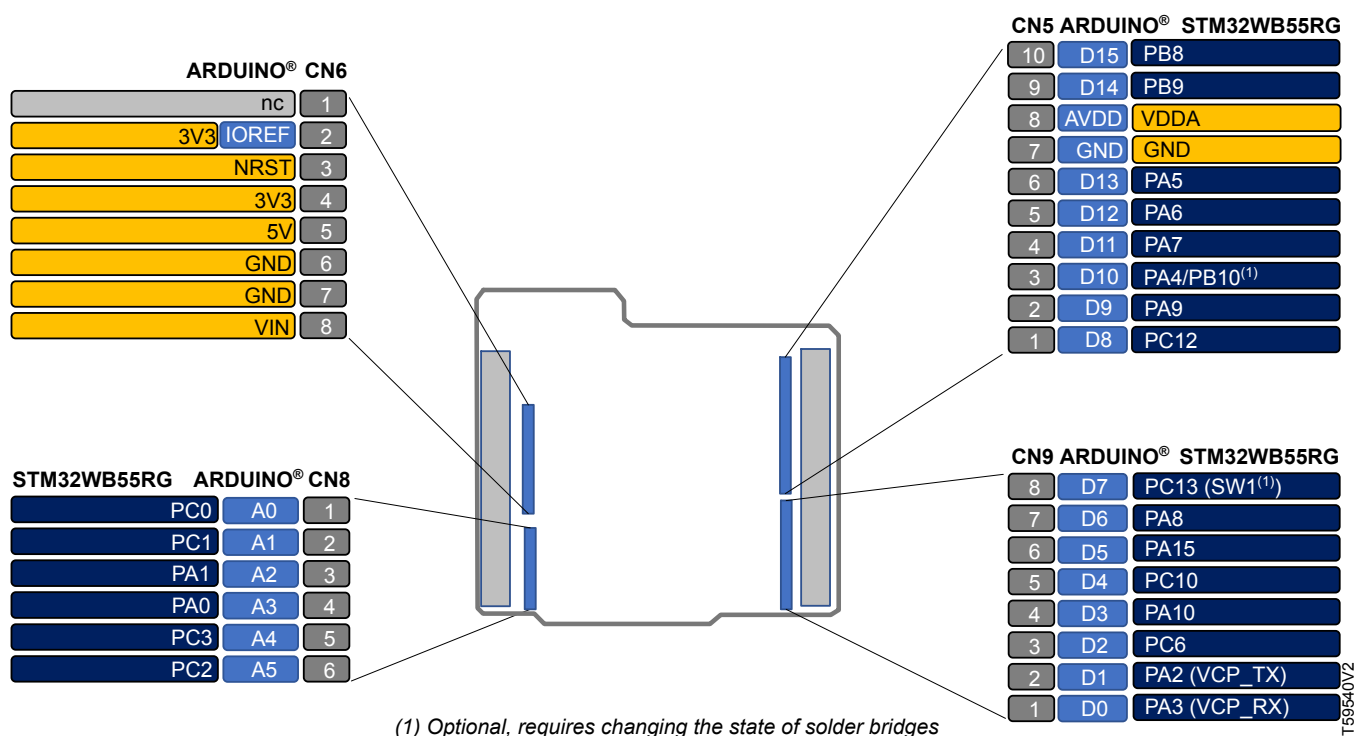 ARDUINO® CN6
nc 1
3V3 IOREF 2
NRST 3
3V3 4
5V 5
GND 6
GND 7
VIN 8
CN5 ARDUINO® STM32WB55RG
10 D15 PB8
9 D14 PB9
8 AVDD VDDA
7 GND GND
6 D13 PA5
5 D12 PA6
4 D11 PA7
3 D10 PA4/PB10(1)
2 D9 PA9
1 D8 PC12
STM32WB55RG ARDUINO® CN8
PC0 A0 1
PC1 A1 2
PA1 A2 3
PA0 A3 4
PC3 A4 5
PC2 A5 6
CN9 ARDUINO® STM32WB55RG
8 D7 PC13 (SW1(1))
7 D6 PA8
6 D5 PA15
5 D4 PC10
4 D3 PA10
3 D2 PC6
2 D1 PA2 (VCP_TX)
1 D0 PA3 (VCP_RX)
(1) Optional, requires changing the state of solder bridges
T59540V2